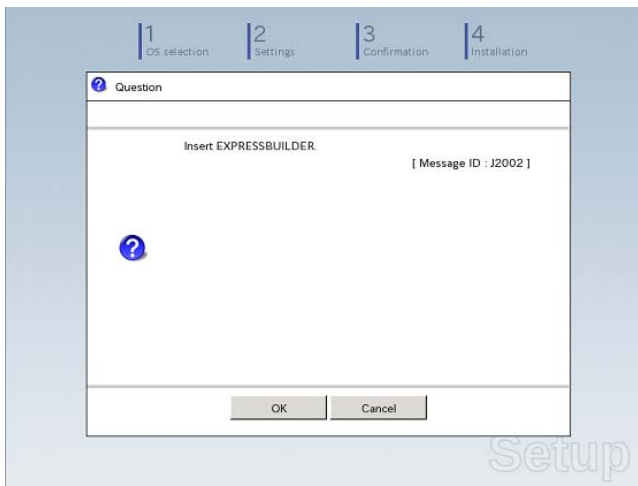 1
OS selection
2
Settings
3
Confirmation
4
Installation
Question
Insert EXPRESSBUILDER.
[ Message ID : J2002 ]
OK
Cancel
Setup